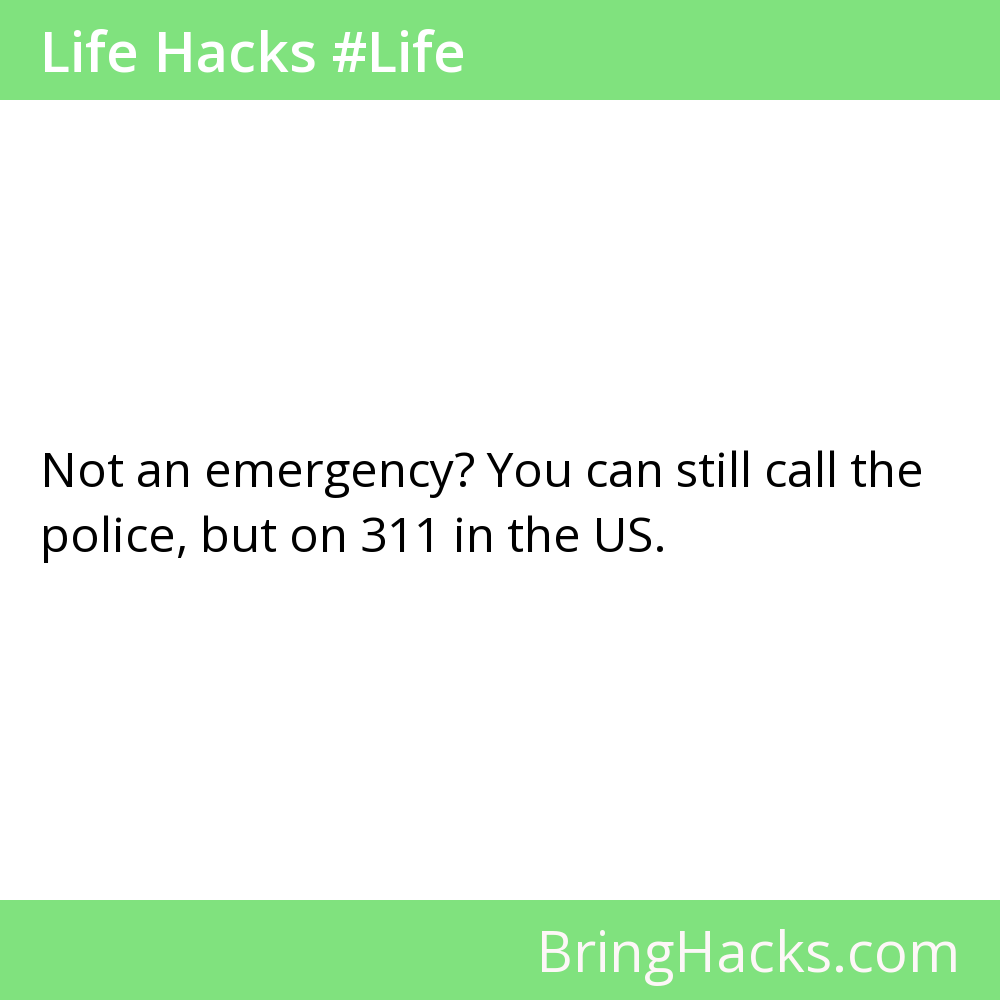 Life Hacks #Life
Not an emergency? You can still call the
police, but on 311 in the US.
BringHacks.com